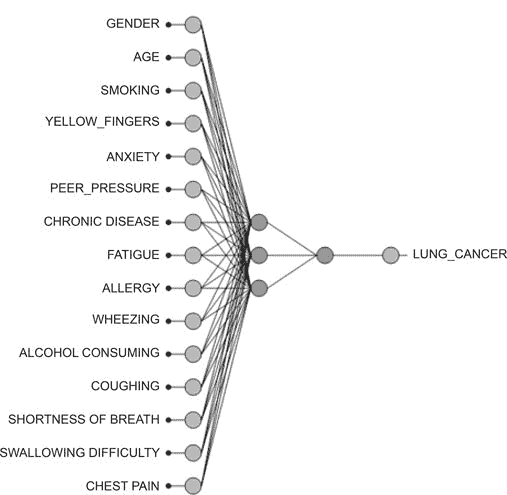 GENDER
AGE
SMOKING
YELLOW_FINGERS
ANXIETY
PEER_PRESSURE
CHRONIC DISEASE
FATIGUE
LUNG_CANCER
ALLERGY
WHEEZING
ALCOHOL CONSUMING
COUGHING
SHORTNESS OF BREATH
SWALLOWING DIFFICULTY
CHEST PAIN